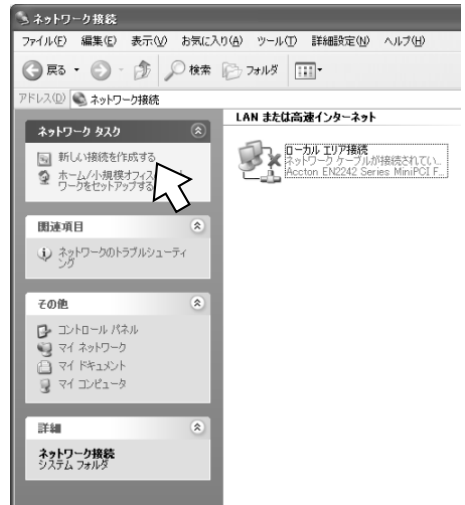 ネットワーク接続
ファイル(F) 編集(E) 表示(V) お気に入り(A) ツール(T) 詳細設定(N) ヘルプ(H)
戻る 検索 フォルダ
アドレス(D) ネットワーク接続
ネットワーク タスク
新しい接続を作成する
ホーム/小規模オフィス
ワークをセットアップする
関連項目
ネットワークのトラブルシューティ
ング
その他
コントロール パネル
マイ ネットワーク
マイ ドキュメント
マイ コンピュータ
詳細
ネットワーク接続
システム フォルダ
LAN または高速インターネット
ローカル エリア接続
ネットワーク ケーブルが接続されてい...
Accton EN2242 Series MiniPCI F...